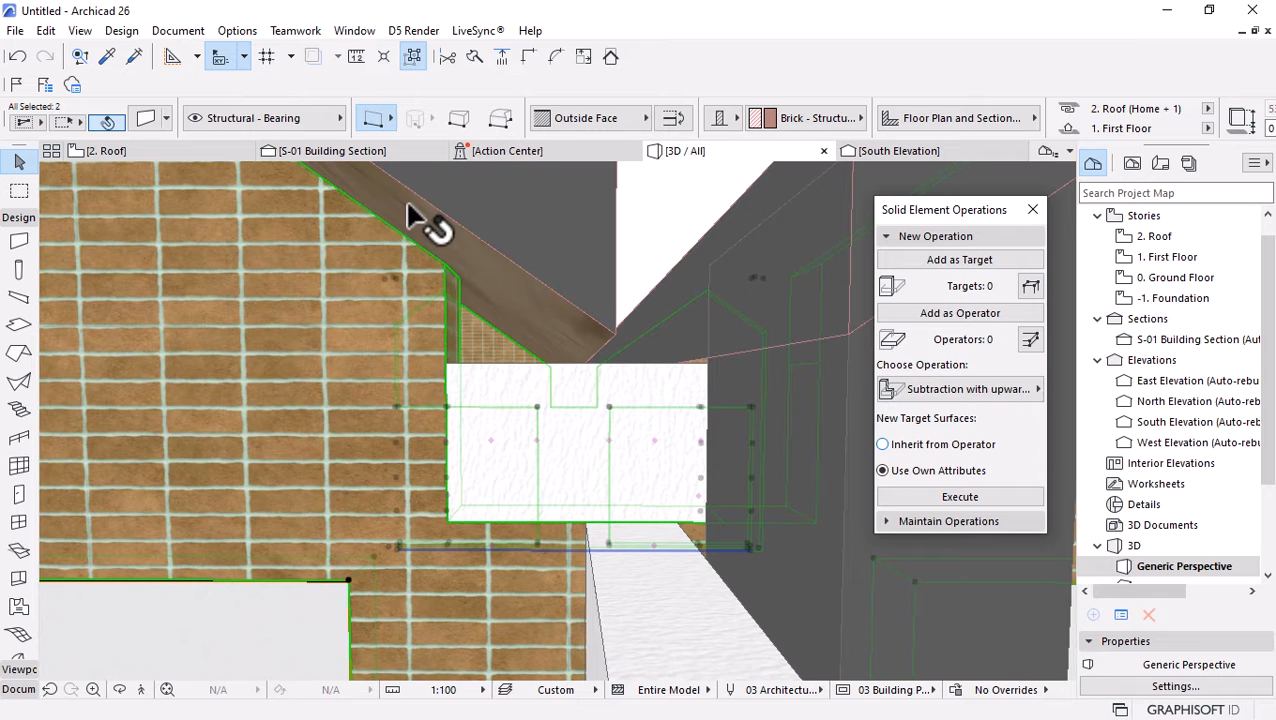 Untitled - Archicad 26
File Edit View Design Document Options Teamwork Window D5 Render LiveSync® Help
All Selected: 2
Structural - Bearing
Outside Face
Brick - Structu...
Floor Plan and Section...
2. Roof (Home + 1)
1. First Floor
[2. Roof]
[S-01 Building Section]
[Action Center]
[3D / All]
[South Elevation]
Design
Viewpc
Docum
Solid Element Operations
New Operation
Add as Target
Targets: 0
Add as Operator
Operators: 0
Choose Operation:
Subtraction with upwar...
New Target Surfaces:
Inherit from Operator
Use Own Attributes
Execute
Maintain Operations
Search Project Map
Stories
2. Roof
1. First Floor
0. Ground Floor
-1. Foundation
Sections
S-01 Building Section (Au
Elevations
East Elevation (Auto-rebu
North Elevation (Auto-reb
South Elevation (Auto-reb
West Elevation (Auto-reb
Interior Elevations
Worksheets
Details
3D Documents
3D
Generic Perspective
Properties
Generic Perspective
Settings...
N/A
N/A
1:100
Custom
Entire Model
03 Architectu...
03 Building P...
No Overrides
GRAPHISOFT ID